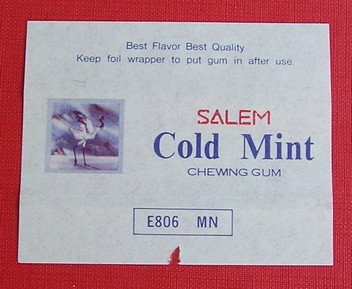 Best Flavor Best Quality
Keep foil wrapper to put gum in after use.
SALEM
Cold Mint
CHEWING GUM
E806 MN